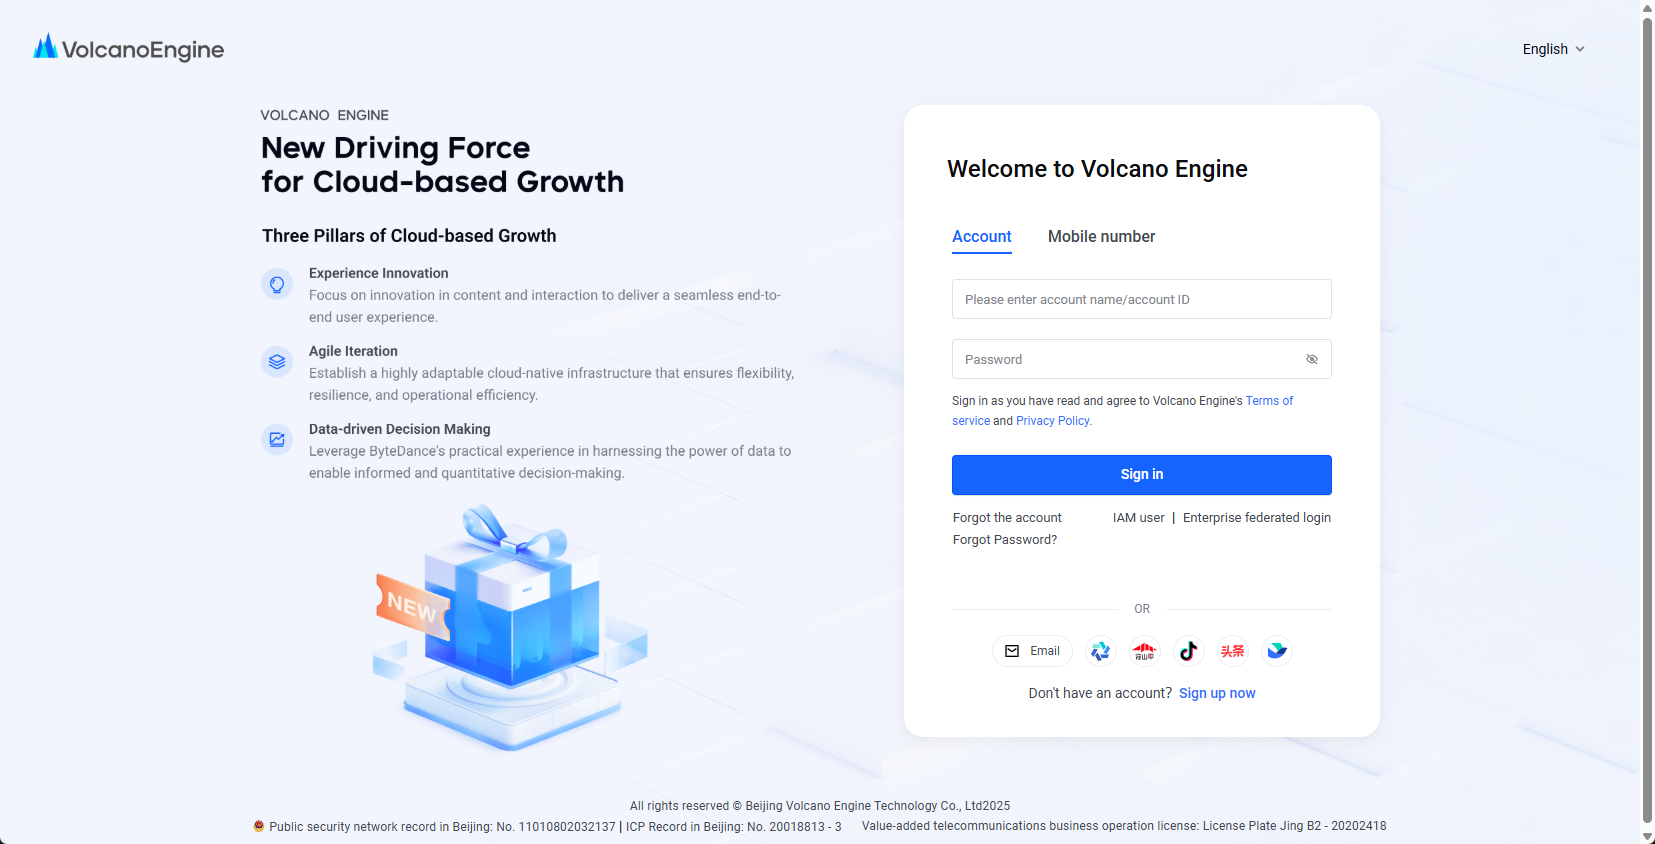 VolcanoEngine
English
VOLCANO ENGINE
New Driving Force
for Cloud-based Growth
Three Pillars of Cloud-based Growth
Experience Innovation
Focus on innovation in content and interaction to deliver a seamless end-to-
end user experience.
Agile Iteration
Establish a highly adaptable cloud-native infrastructure that ensures flexibility,
resilience, and operational efficiency.
Data-driven Decision Making
Leverage ByteDance's practical experience in harnessing the power of data to
enable informed and quantitative decision-making.
NEW
Welcome to Volcano Engine
Account Mobile number
Please enter account name/account ID
Password
Sign in as you have read and agree to Volcano Engine's Terms of
service and Privacy Policy.
Sign in
Forgot the account IAM user | Enterprise federated login
Forgot Password?
OR
Email 穿山甲 头条
Don't have an account? Sign up now
All rights reserved © Beijing Volcano Engine Technology Co., Ltd2025
Public security network record in Beijing: No. 11010802032137 | ICP Record in Beijing: No. 20018813 - 3 Value-added telecommunications business operation license: License Plate Jing B2 - 20202418